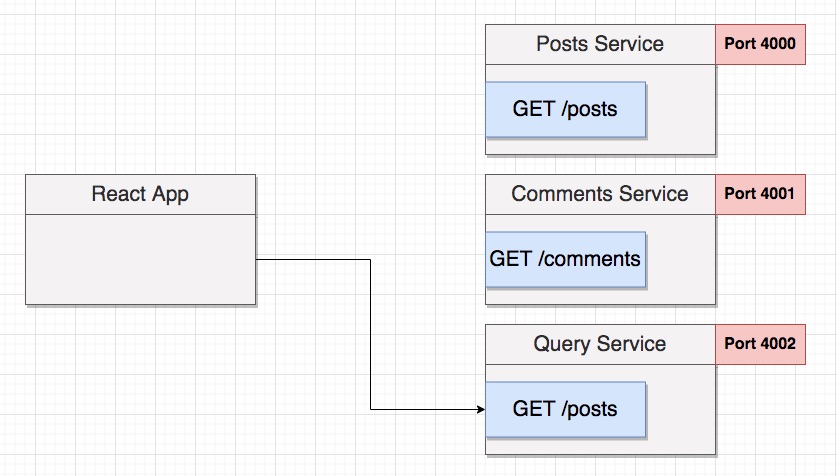 Posts Service
Port 4000
GET /posts
React App
Comments Service
Port 4001
GET /comments
Query Service
Port 4002
GET /posts